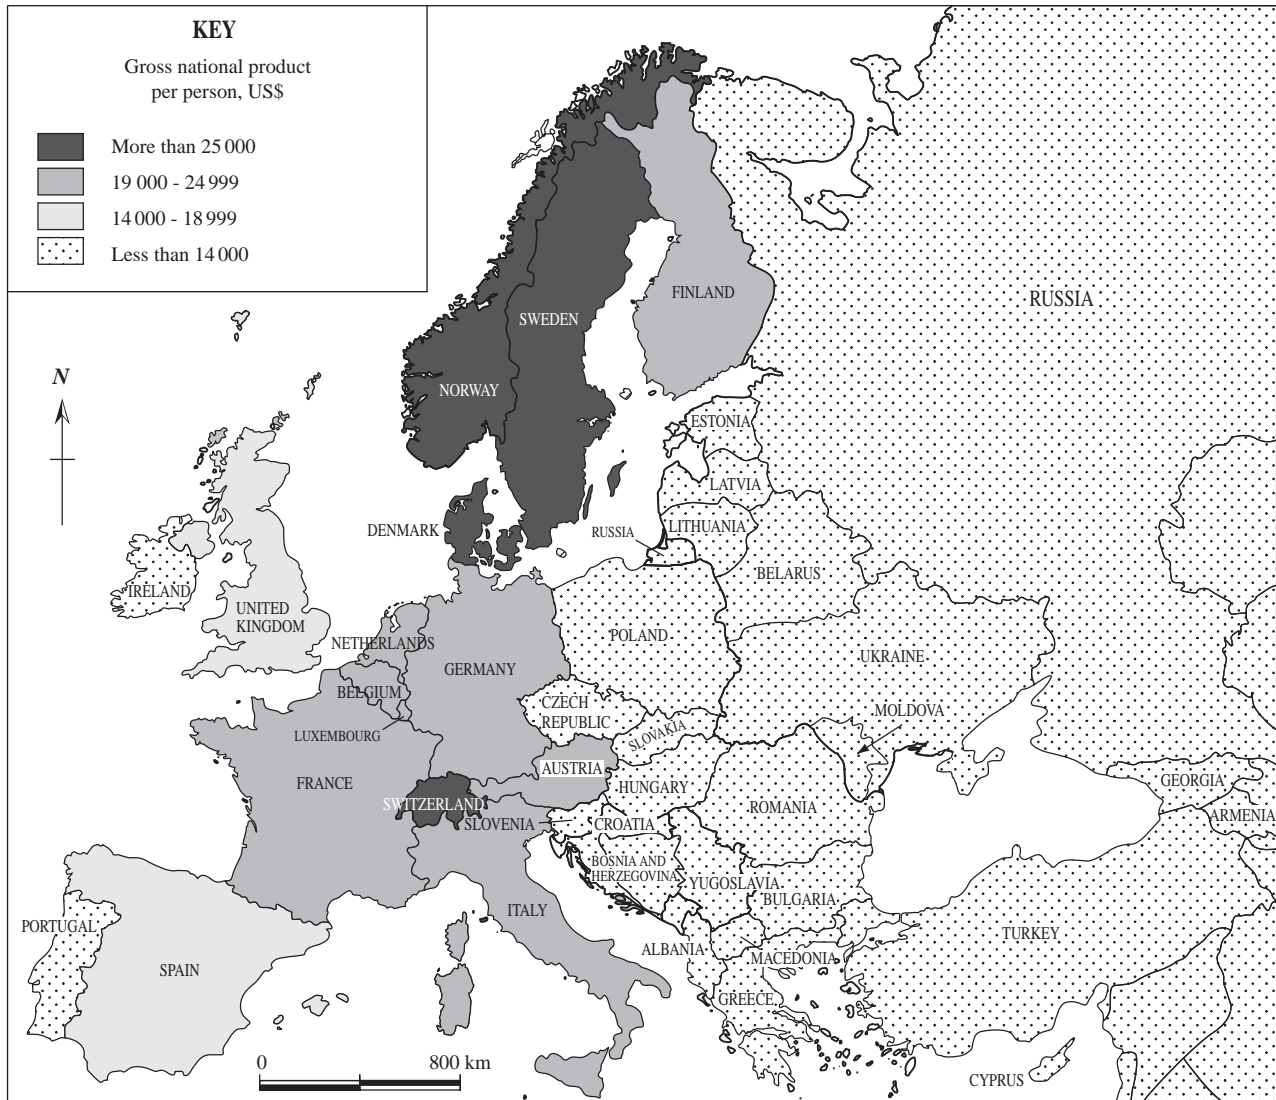 KEY
Gross national product
per person, US$
More than 25 000
19 000 - 24 999
14 000 - 18 999
Less than 14 000
N
FINLAND
RUSSIA
SWEDEN
NORWAY
ESTONIA
LATVIA
DENMARK
LITHUANIA
RUSSIA
BELARUS
IRELAND
UNITED
KINGDOM
NETHERLANDS
POLAND
GERMANY
UKRAINE
BELGIUM
CZECH
REPUBLIC
MOLDOVA
LUXEMBOURG
SLOVAKIA
AUSTRIA
FRANCE
HUNGARY
GEORGIA
SWITZERLAND
ROMANIA
SLOVENIA
CROATIA
ARMENIA
BOSNIA AND
HERZEGOVINA
YUGOSLAVIA
BULGARIA
ITALY
PORTUGAL
TURKEY
ALBANIA
MACEDONIA
SPAIN
GREECE
0 800 km
CYPRUS